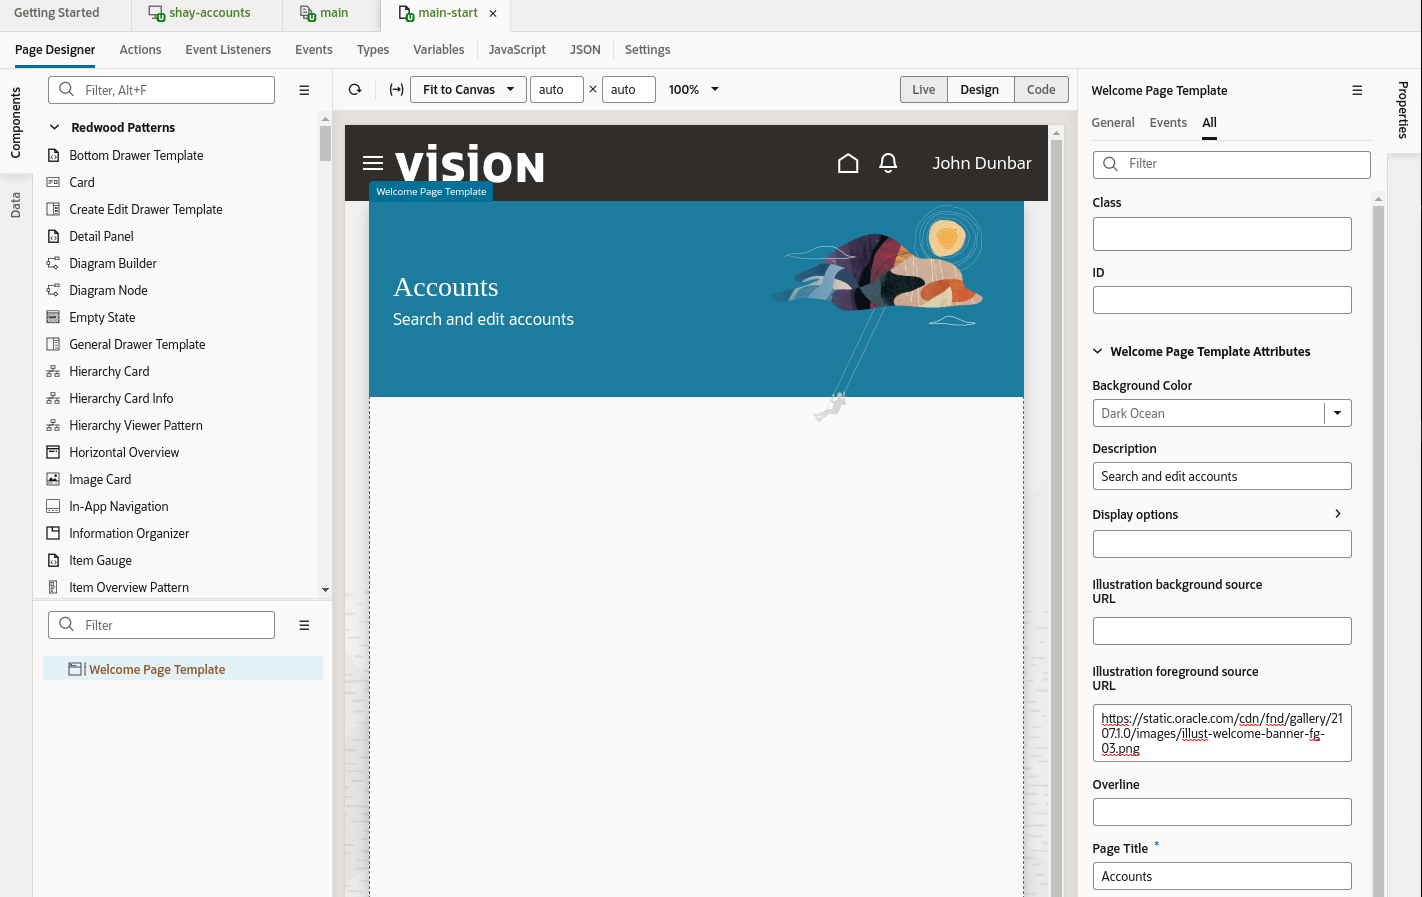 Getting Started
shay-accounts
main
main-start
Page Designer
Actions
Event Listeners
Events
Types
Variables
JavaScript
JSON
Settings
Components
Data
Filter, Alt+F
Redwood Patterns
Bottom Drawer Template
Card
Create Edit Drawer Template
Detail Panel
Diagram Builder
Diagram Node
Empty State
General Drawer Template
Hierarchy Card
Hierarchy Card Info
Hierarchy Viewer Pattern
Horizontal Overview
Image Card
In-App Navigation
Information Organizer
Item Gauge
Item Overview Pattern
Filter
Welcome Page Template
Fit to Canvas
auto
×
auto
100%
Live
Design
Code
vision
John Dunbar
Welcome Page Template
Accounts
Search and edit accounts
Welcome Page Template
General
Events
All
Filter
Class
ID
Welcome Page Template Attributes
Background Color
Dark Ocean
Description
Search and edit accounts
Display options
Illustration background source
URL
Illustration foreground source
URL
https://static.oracle.com/cdn/fnd/gallery/21
07.1.0/images/illust-welcome-banner-fg-
03.png
Overline
Page Title *
Accounts
Properties